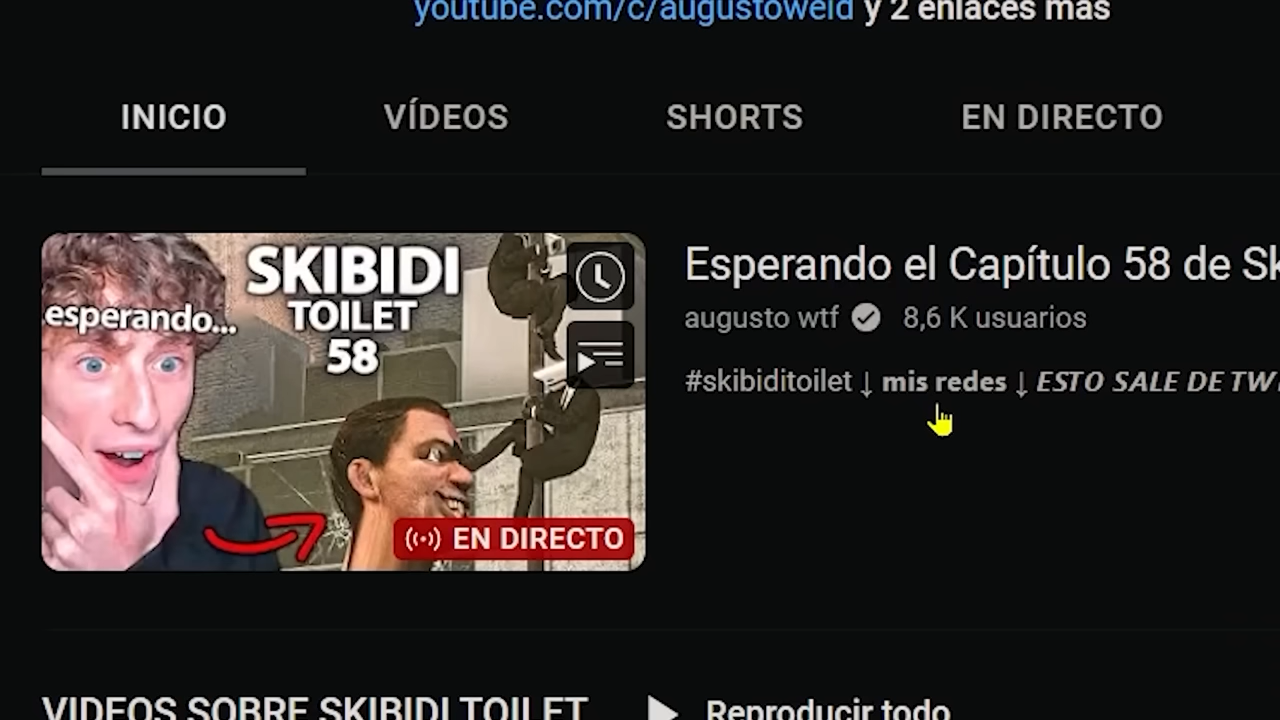 youtube.com/c/augustoweld y 2 enlaces más
INICIO VÍDEOS SHORTS EN DIRECTO
SKIBIDI
TOILET
58
esperando...
EN DIRECTO
Esperando el Capítulo 58 de Sk
augusto wtf 8,6 K usuarios
#skibiditoilet ↓ mis redes ↓ ESTO SALE DE TW
VIDEOS SOBRE SKIBIDI TOILET Reproducir todo